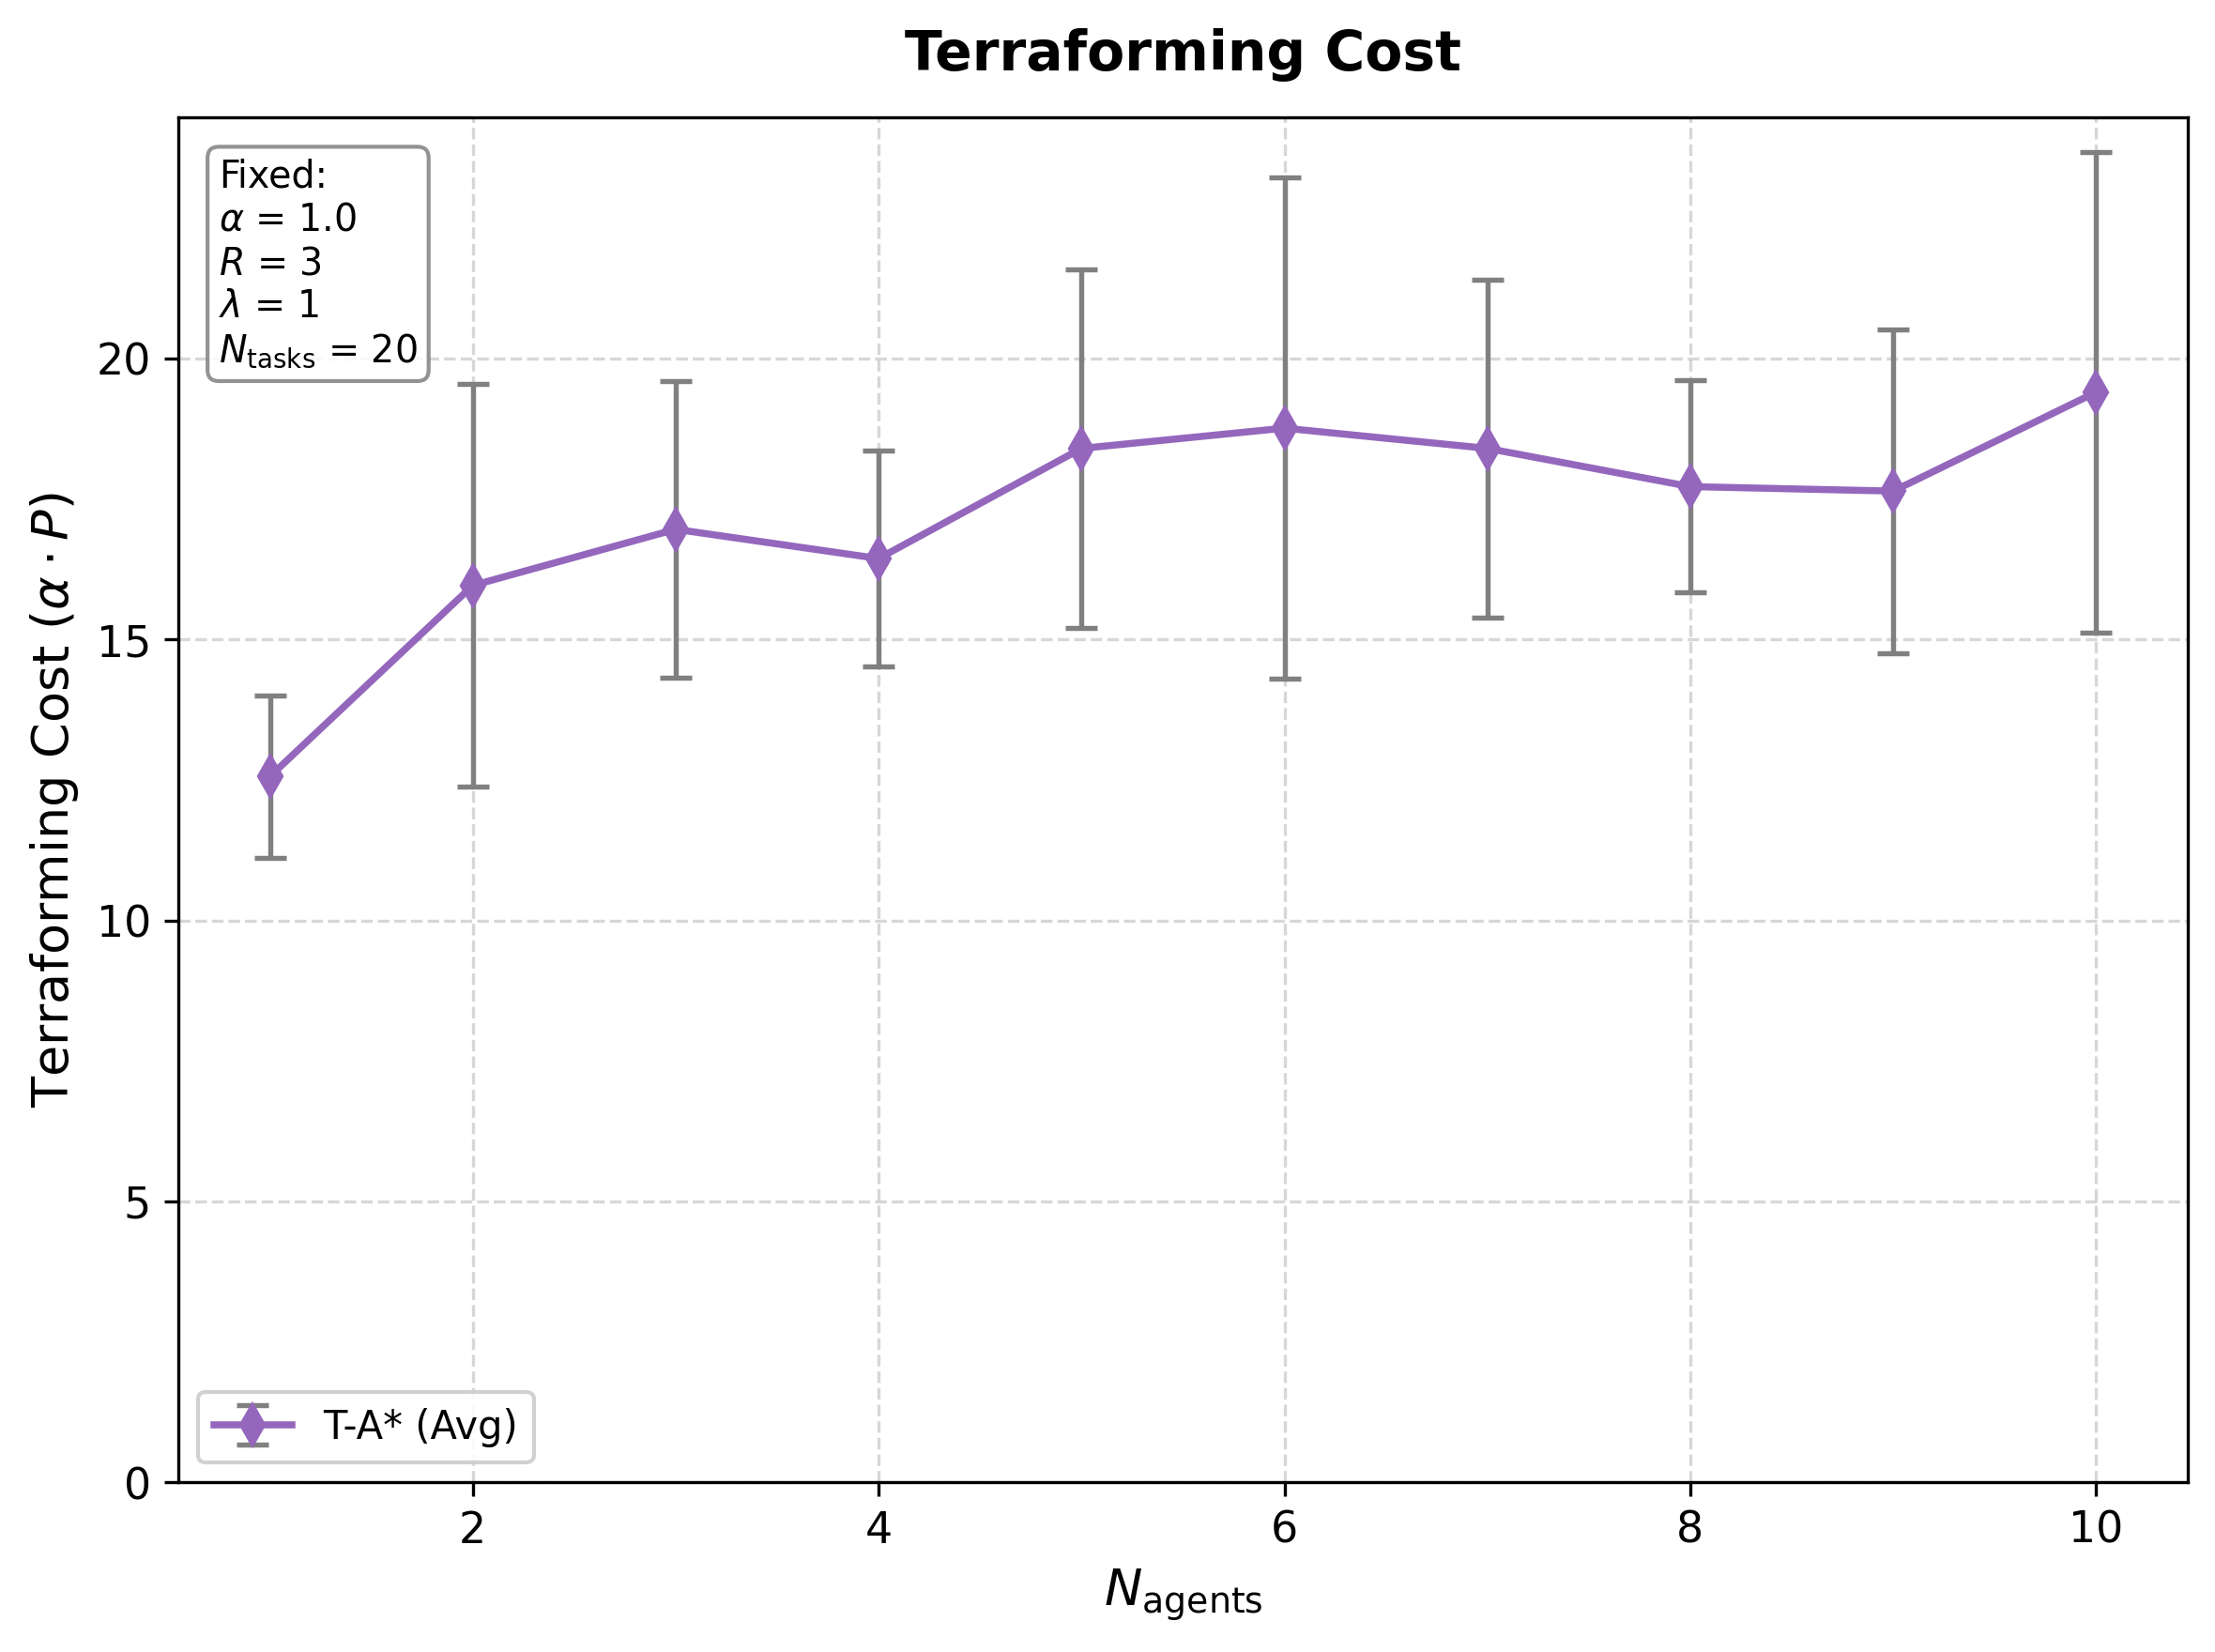 Terraforming Cost
Fixed:
α = 1.0
R = 3
λ = 1
N_tasks = 20
Terraforming Cost (α · P)
20
15
10
5
0
T-A* (Avg)
2 4 6 8 10
N_agents